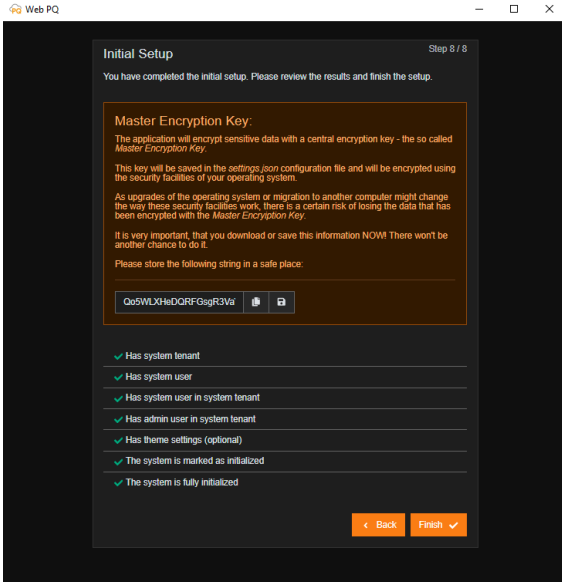 Web PQ
Initial Setup
Step 8 / 8
You have completed the initial setup. Please review the results and finish the setup.
Master Encryption Key:
The application will encrypt sensitive data with a central encryption key - the so called
Master Encryption Key.
This key will be saved in the settings.json configuration file and will be encrypted using
the security facilities of your operating system.
As upgrades of the operating system or migration to another computer might change
the way these security facilities work, there is a certain risk of losing the data that has
been encrypted with the Master Encryiption Key.
It is very important, that you download or save this information NOW! There won't be
another chance to do it.
Please store the following string in a safe place:
Qo5WLXHeDQRFGsgR3Va
Has system tenant
Has system user
Has system user in system tenant
Has admin user in system tenant
Has theme settings (optional)
The system is marked as initialized
The system is fully initialized
Back
Finish